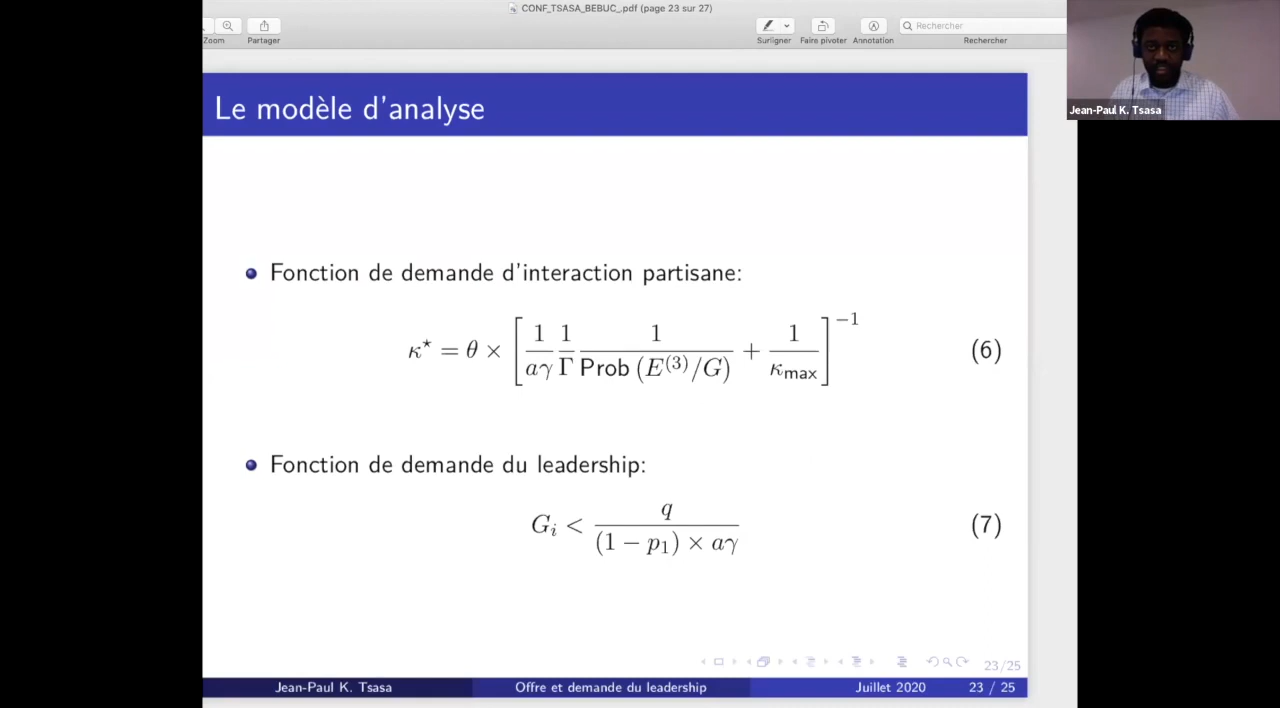 CONF_TSASA_BEBUC_.pdf (page 23 sur 27)
Zoom Partager Surligner Faire pivoter Annotation Rechercher
Rechercher
Jean-Paul K. Tsasa
Le modèle d'analyse
Fonction de demande d'interaction partisane:
κ⋆ = θ × [ 1/(aγ) 1/Γ 1/(Prob (E^(3)/G)) + 1/κ_max ]^−1 (6)
Fonction de demande du leadership:
G_i < q/((1 − p_1) × aγ) (7)
23/25
Jean-Paul K. Tsasa Offre et demande du leadership Juillet 2020 23 / 25